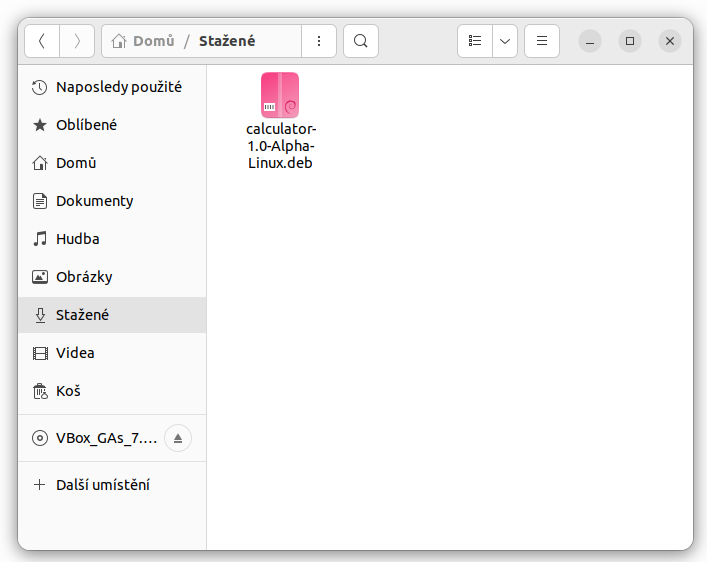 Domů / Stažené
Naposledy použité
Oblíbené
Domů
Dokumenty
Hudba
Obrázky
Stažené
Videa
Koš
VBox_GAs_7....
Další umístění
calculator-
1.0-Alpha-
Linux.deb